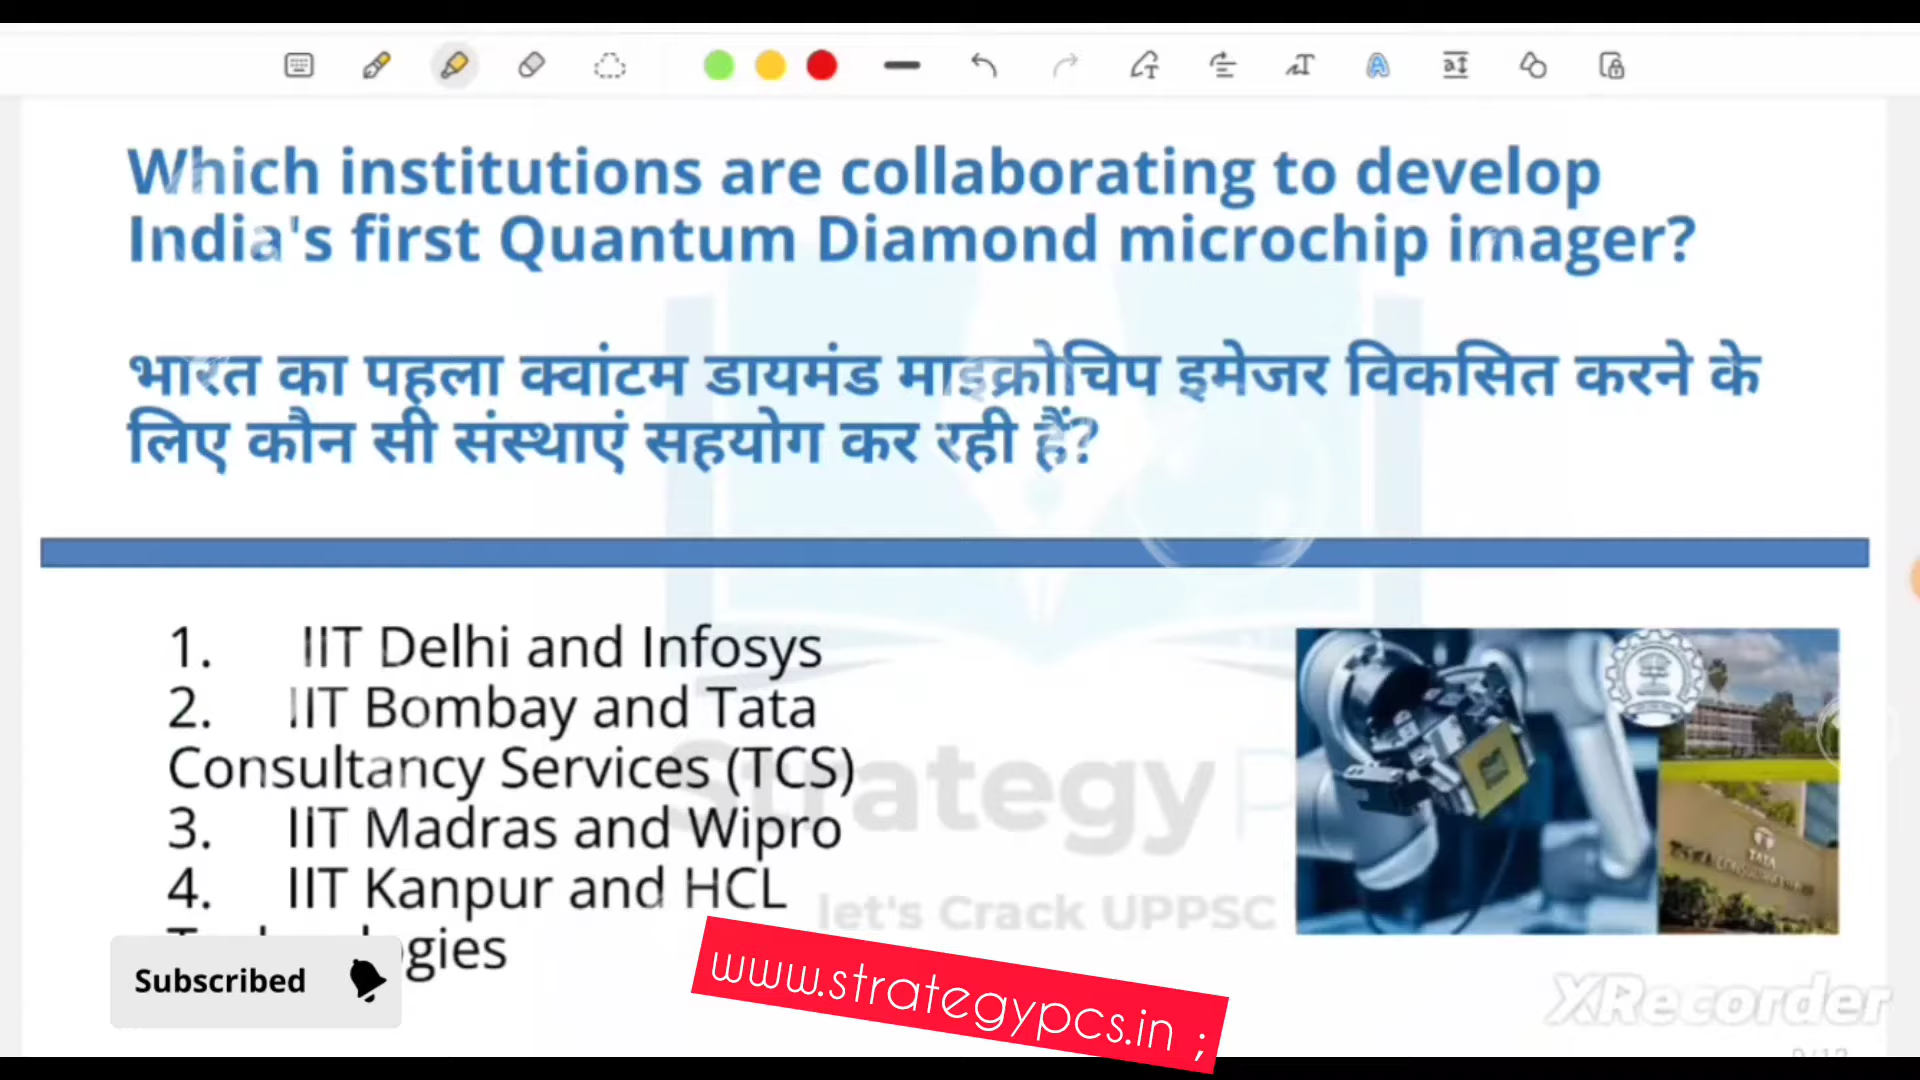 Which institutions are collaborating to develop
India's first Quantum Diamond microchip imager?
भारत का पहला क्वांटम डायमंड माइक्रोचिप इमेजर विकसित करने के
लिए कौन सी संस्थाएं सहयोग कर रही हैं?
1. IIT Delhi and Infosys
2. IIT Bombay and Tata
Consultancy Services (TCS)
3. IIT Madras and Wipro
4. IIT Kanpur and HCL
Strategy P
let's Crack UPPSC
TATA
Subscribed
www.strategypcs.in ;
XRecorder